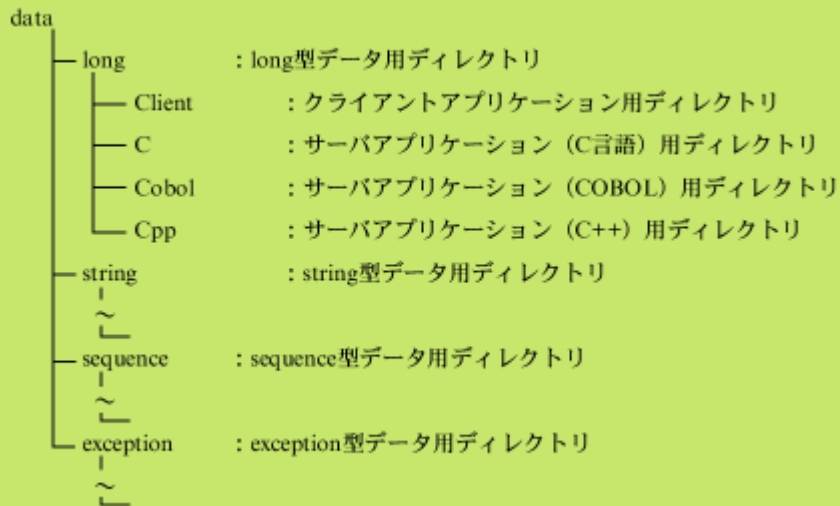 data
long :long型データ用ディレクトリ
Client :クライアントアプリケーション用ディレクトリ
C :サーバアプリケーション（C言語）用ディレクトリ
Cobol :サーバアプリケーション（COBOL）用ディレクトリ
Cpp :サーバアプリケーション（C++）用ディレクトリ
string :string型データ用ディレクトリ
～
sequence :sequence型データ用ディレクトリ
～
exception :exception型データ用ディレクトリ
～